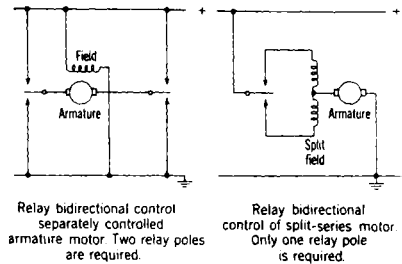 +
+
Field
Armature
Armature
Split
field
Relay bidirectional control
separately controlled
armature motor. Two relay poles
are required.
Relay bidirectional
control of split-series motor.
Only one relay pole
is required.